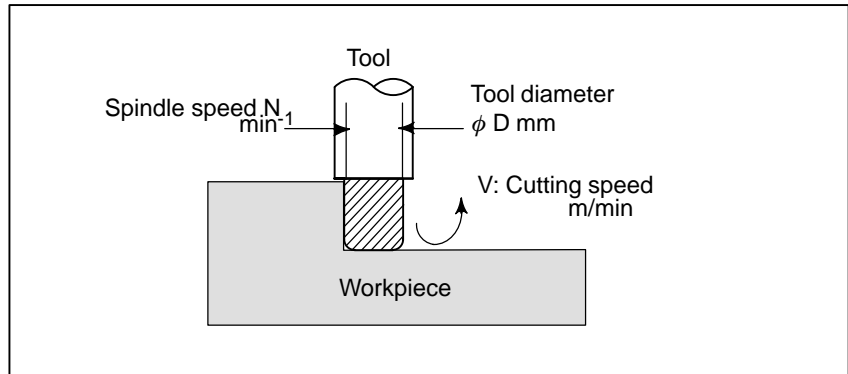 Tool
Spindle speed N
min-1
Tool diameter
φ D mm
V: Cutting speed
m/min
Workpiece